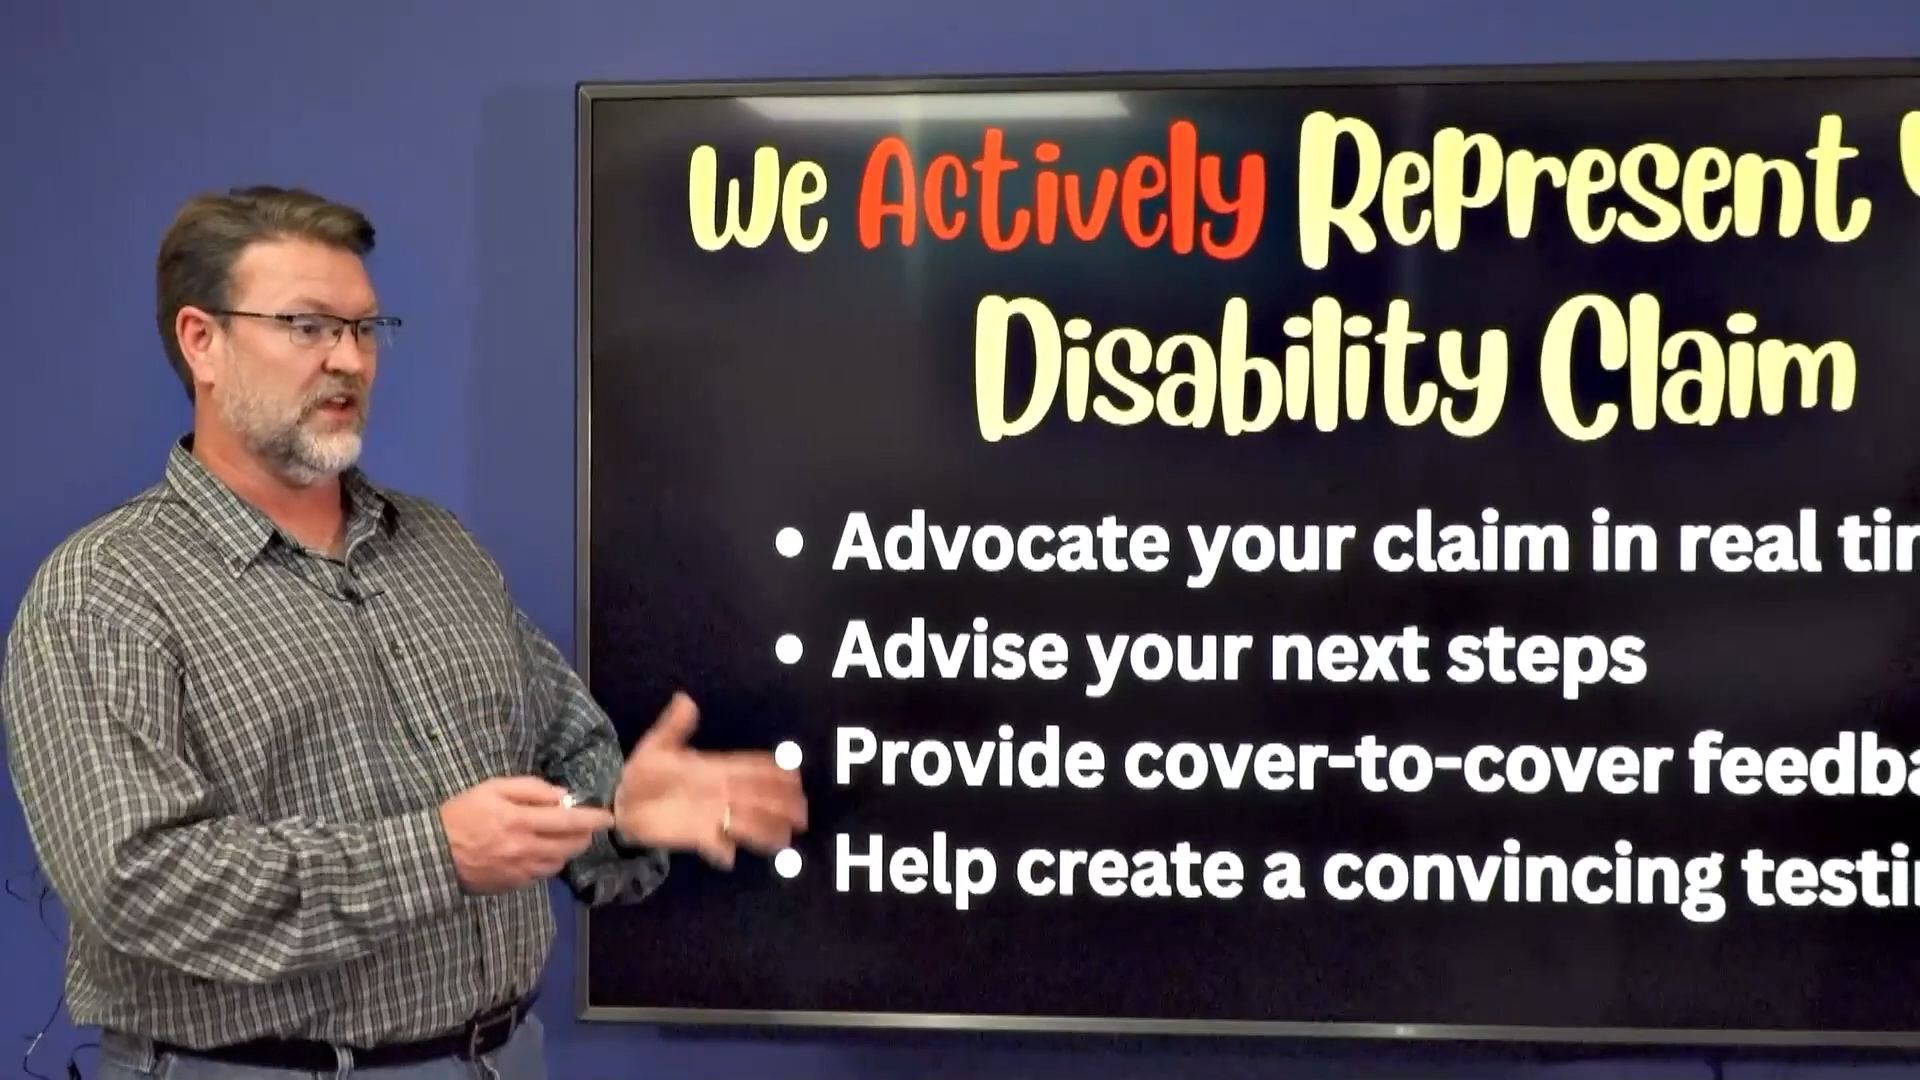 We Actively Represent
Disability Claim
• Advocate your claim in real
• Advise your next steps
• Provide cover-to-cover
• Help create a convincing